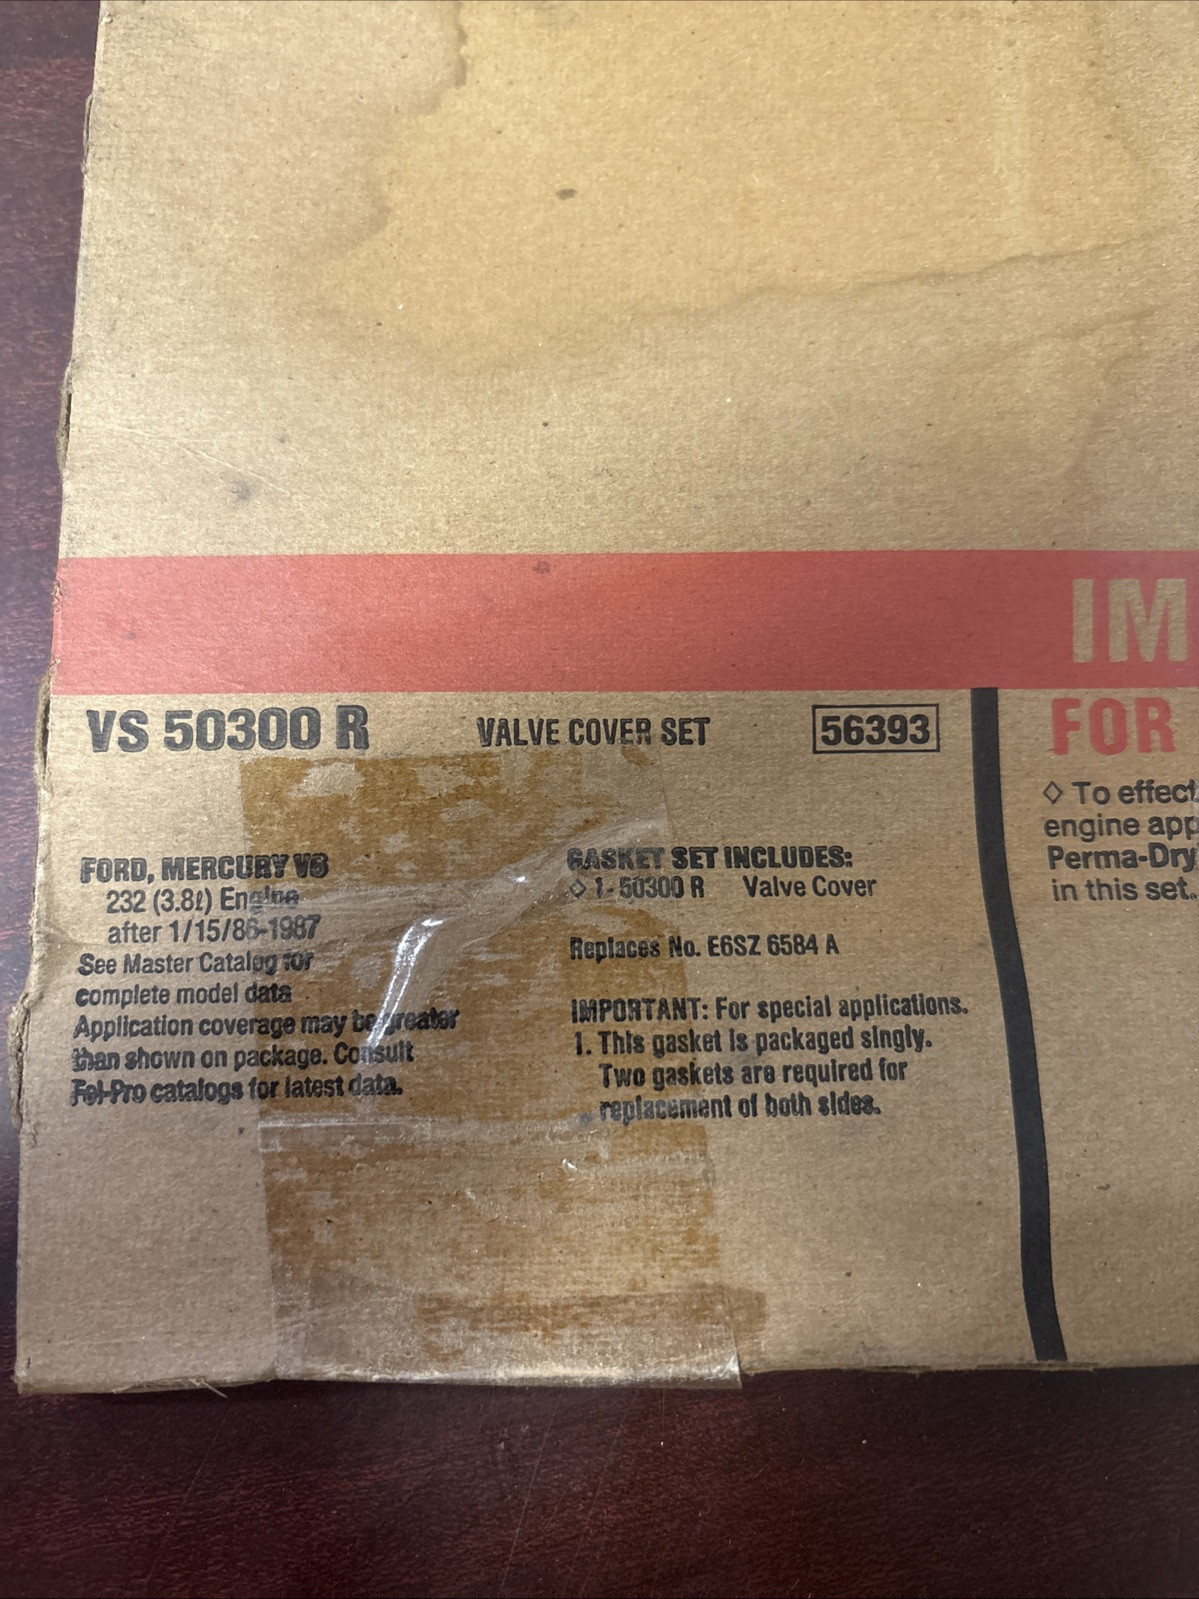 IM
VS 50300 R VALVE COVER SET 56393
FORD, MERCURY V6
232 (3.8ℓ) Engine
after 1/15/86-1987
See Master Catalog for
complete model data
Application coverage may be greater
than shown on package. Consult
Fel-Pro catalogs for latest data.
GASKET SET INCLUDES:
◇ 1- 50300 R Valve Cover
Replaces No. E6SZ 6584 A
IMPORTANT: For special applications.
1. This gasket is packaged singly.
Two gaskets are required for
replacement of both sides.
FOR
◇ To effect
engine app
Perma-Dry
in this set.